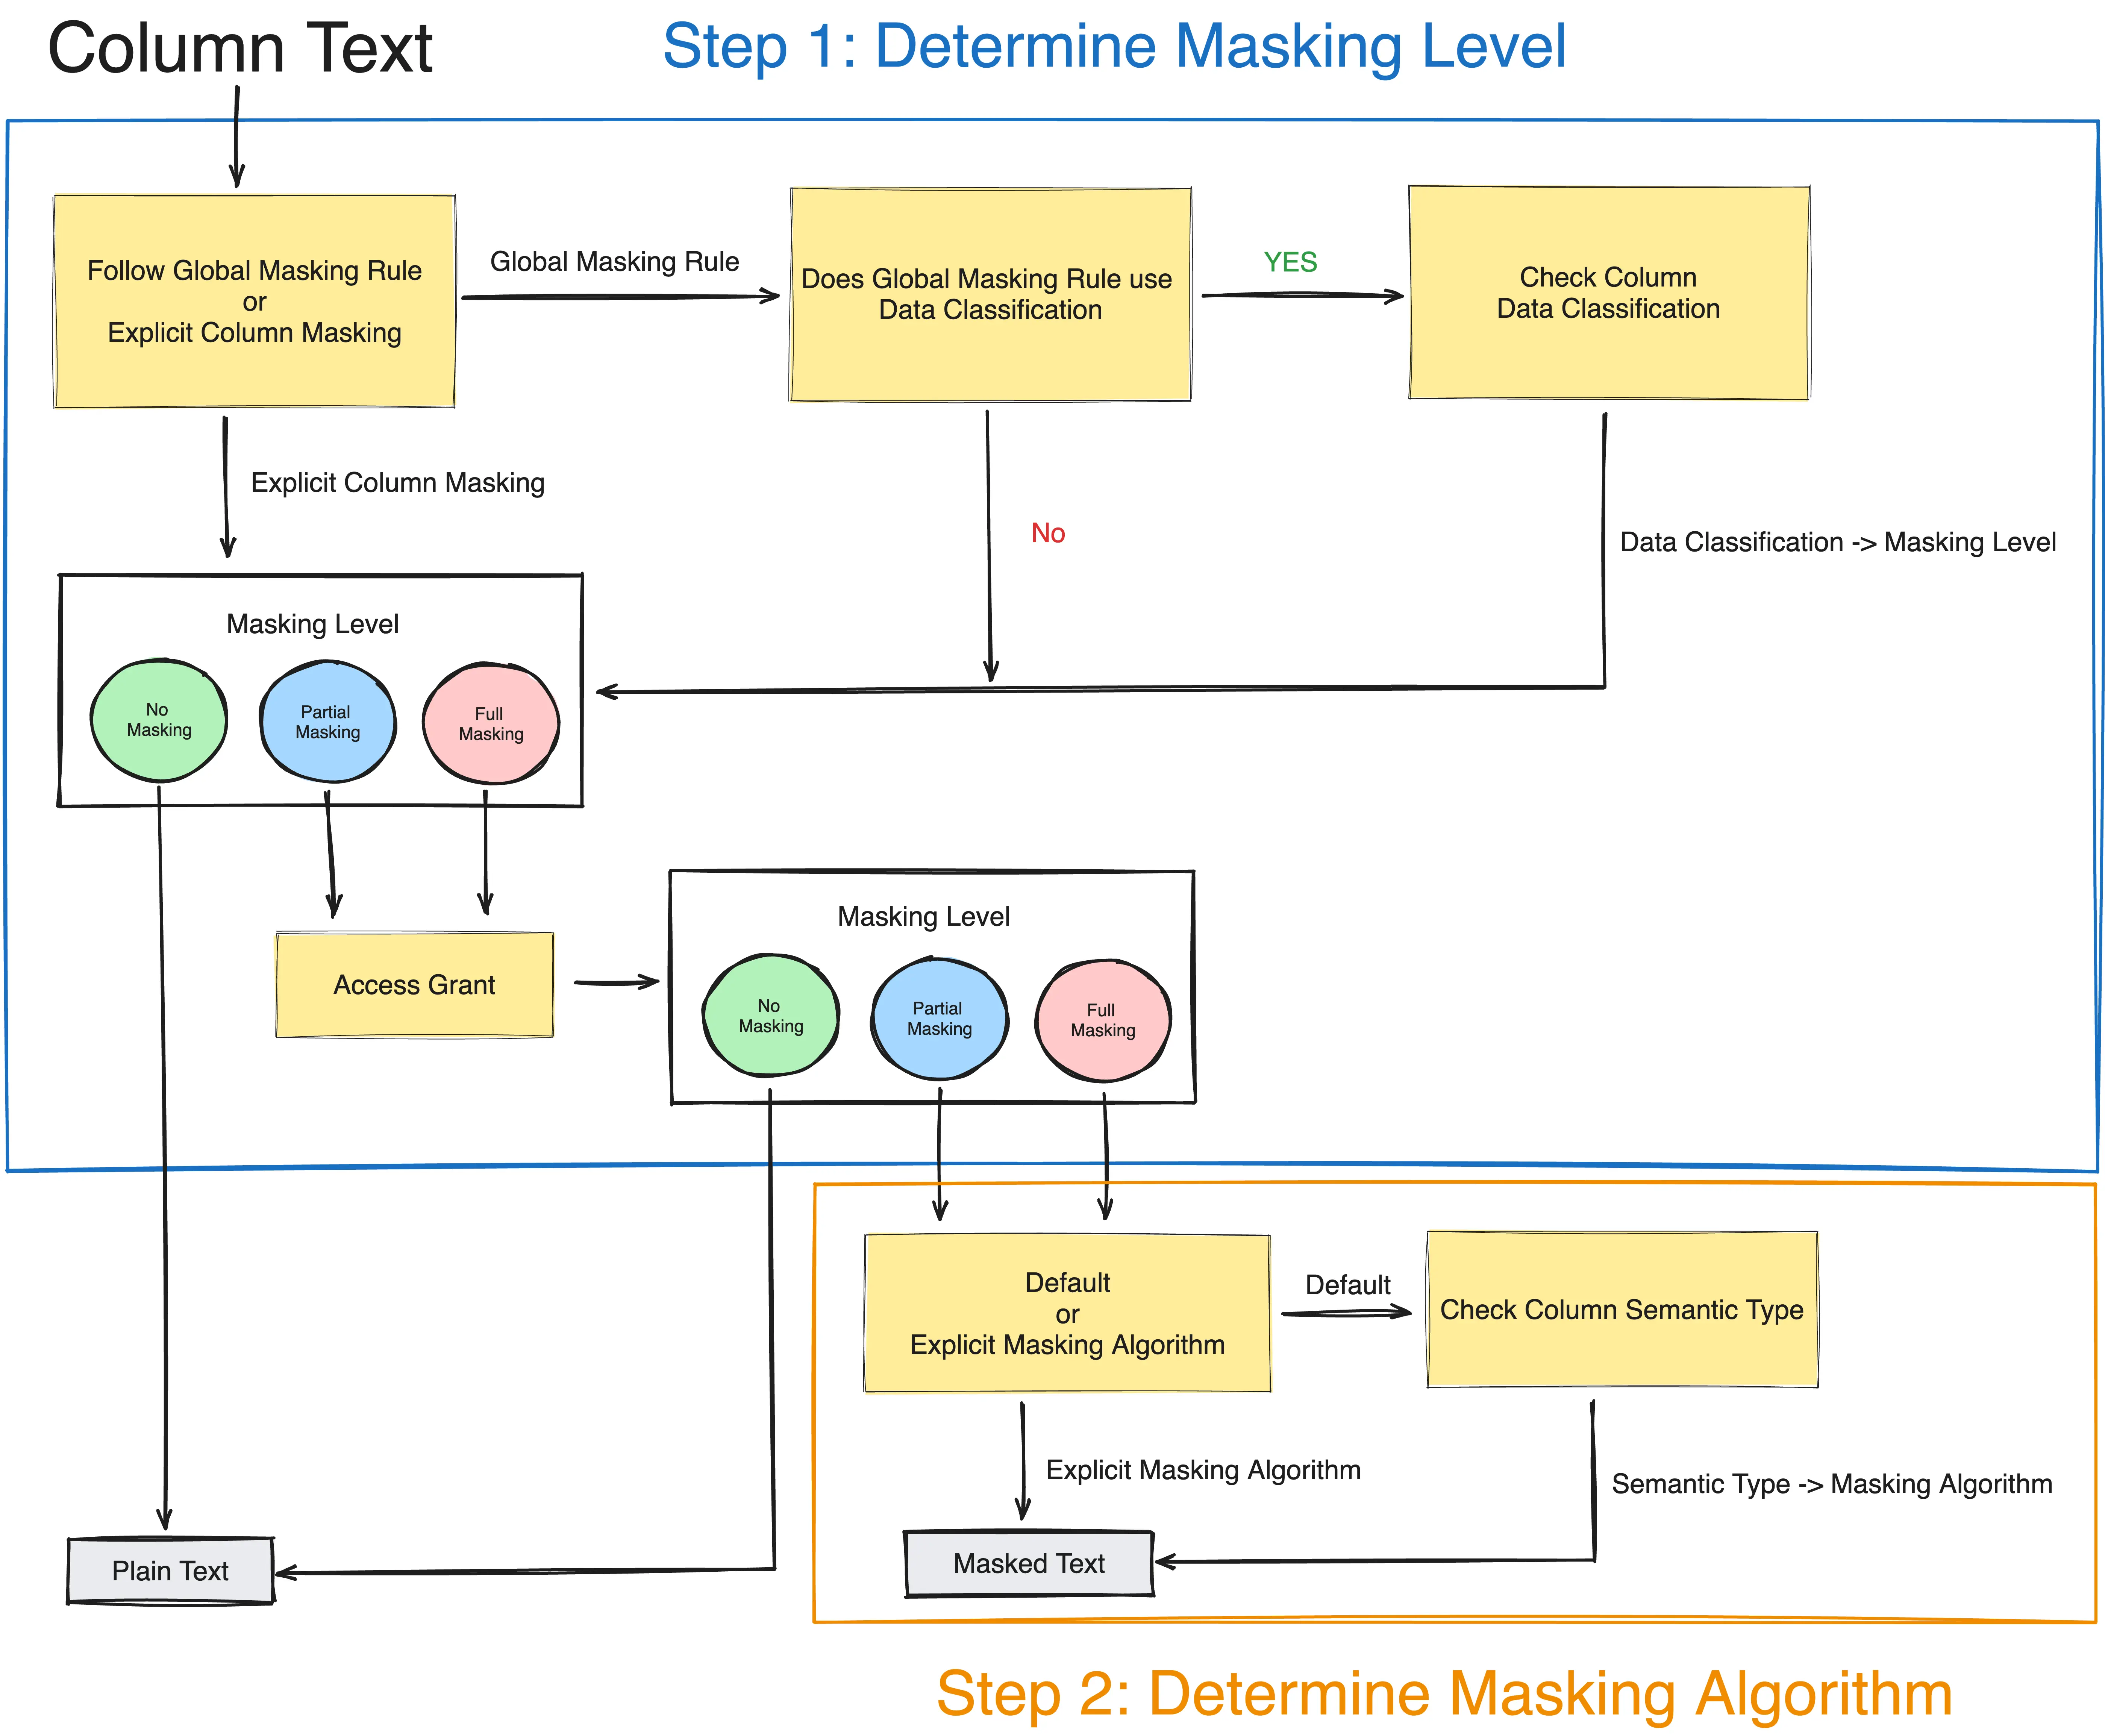 Column Text
Step 1: Determine Masking Level
Follow Global Masking Rule
or
Explicit Column Masking
Global Masking Rule
Does Global Masking Rule use
Data Classification
YES
Check Column
Data Classification
Explicit Column Masking
No
Data Classification -> Masking Level
Masking Level
No
Masking
Partial
Masking
Full
Masking
Access Grant
Masking Level
No
Masking
Partial
Masking
Full
Masking
Default
or
Explicit Masking Algorithm
Default
Check Column Semantic Type
Explicit Masking Algorithm
Semantic Type -> Masking Algorithm
Plain Text
Masked Text
Step 2: Determine Masking Algorithm